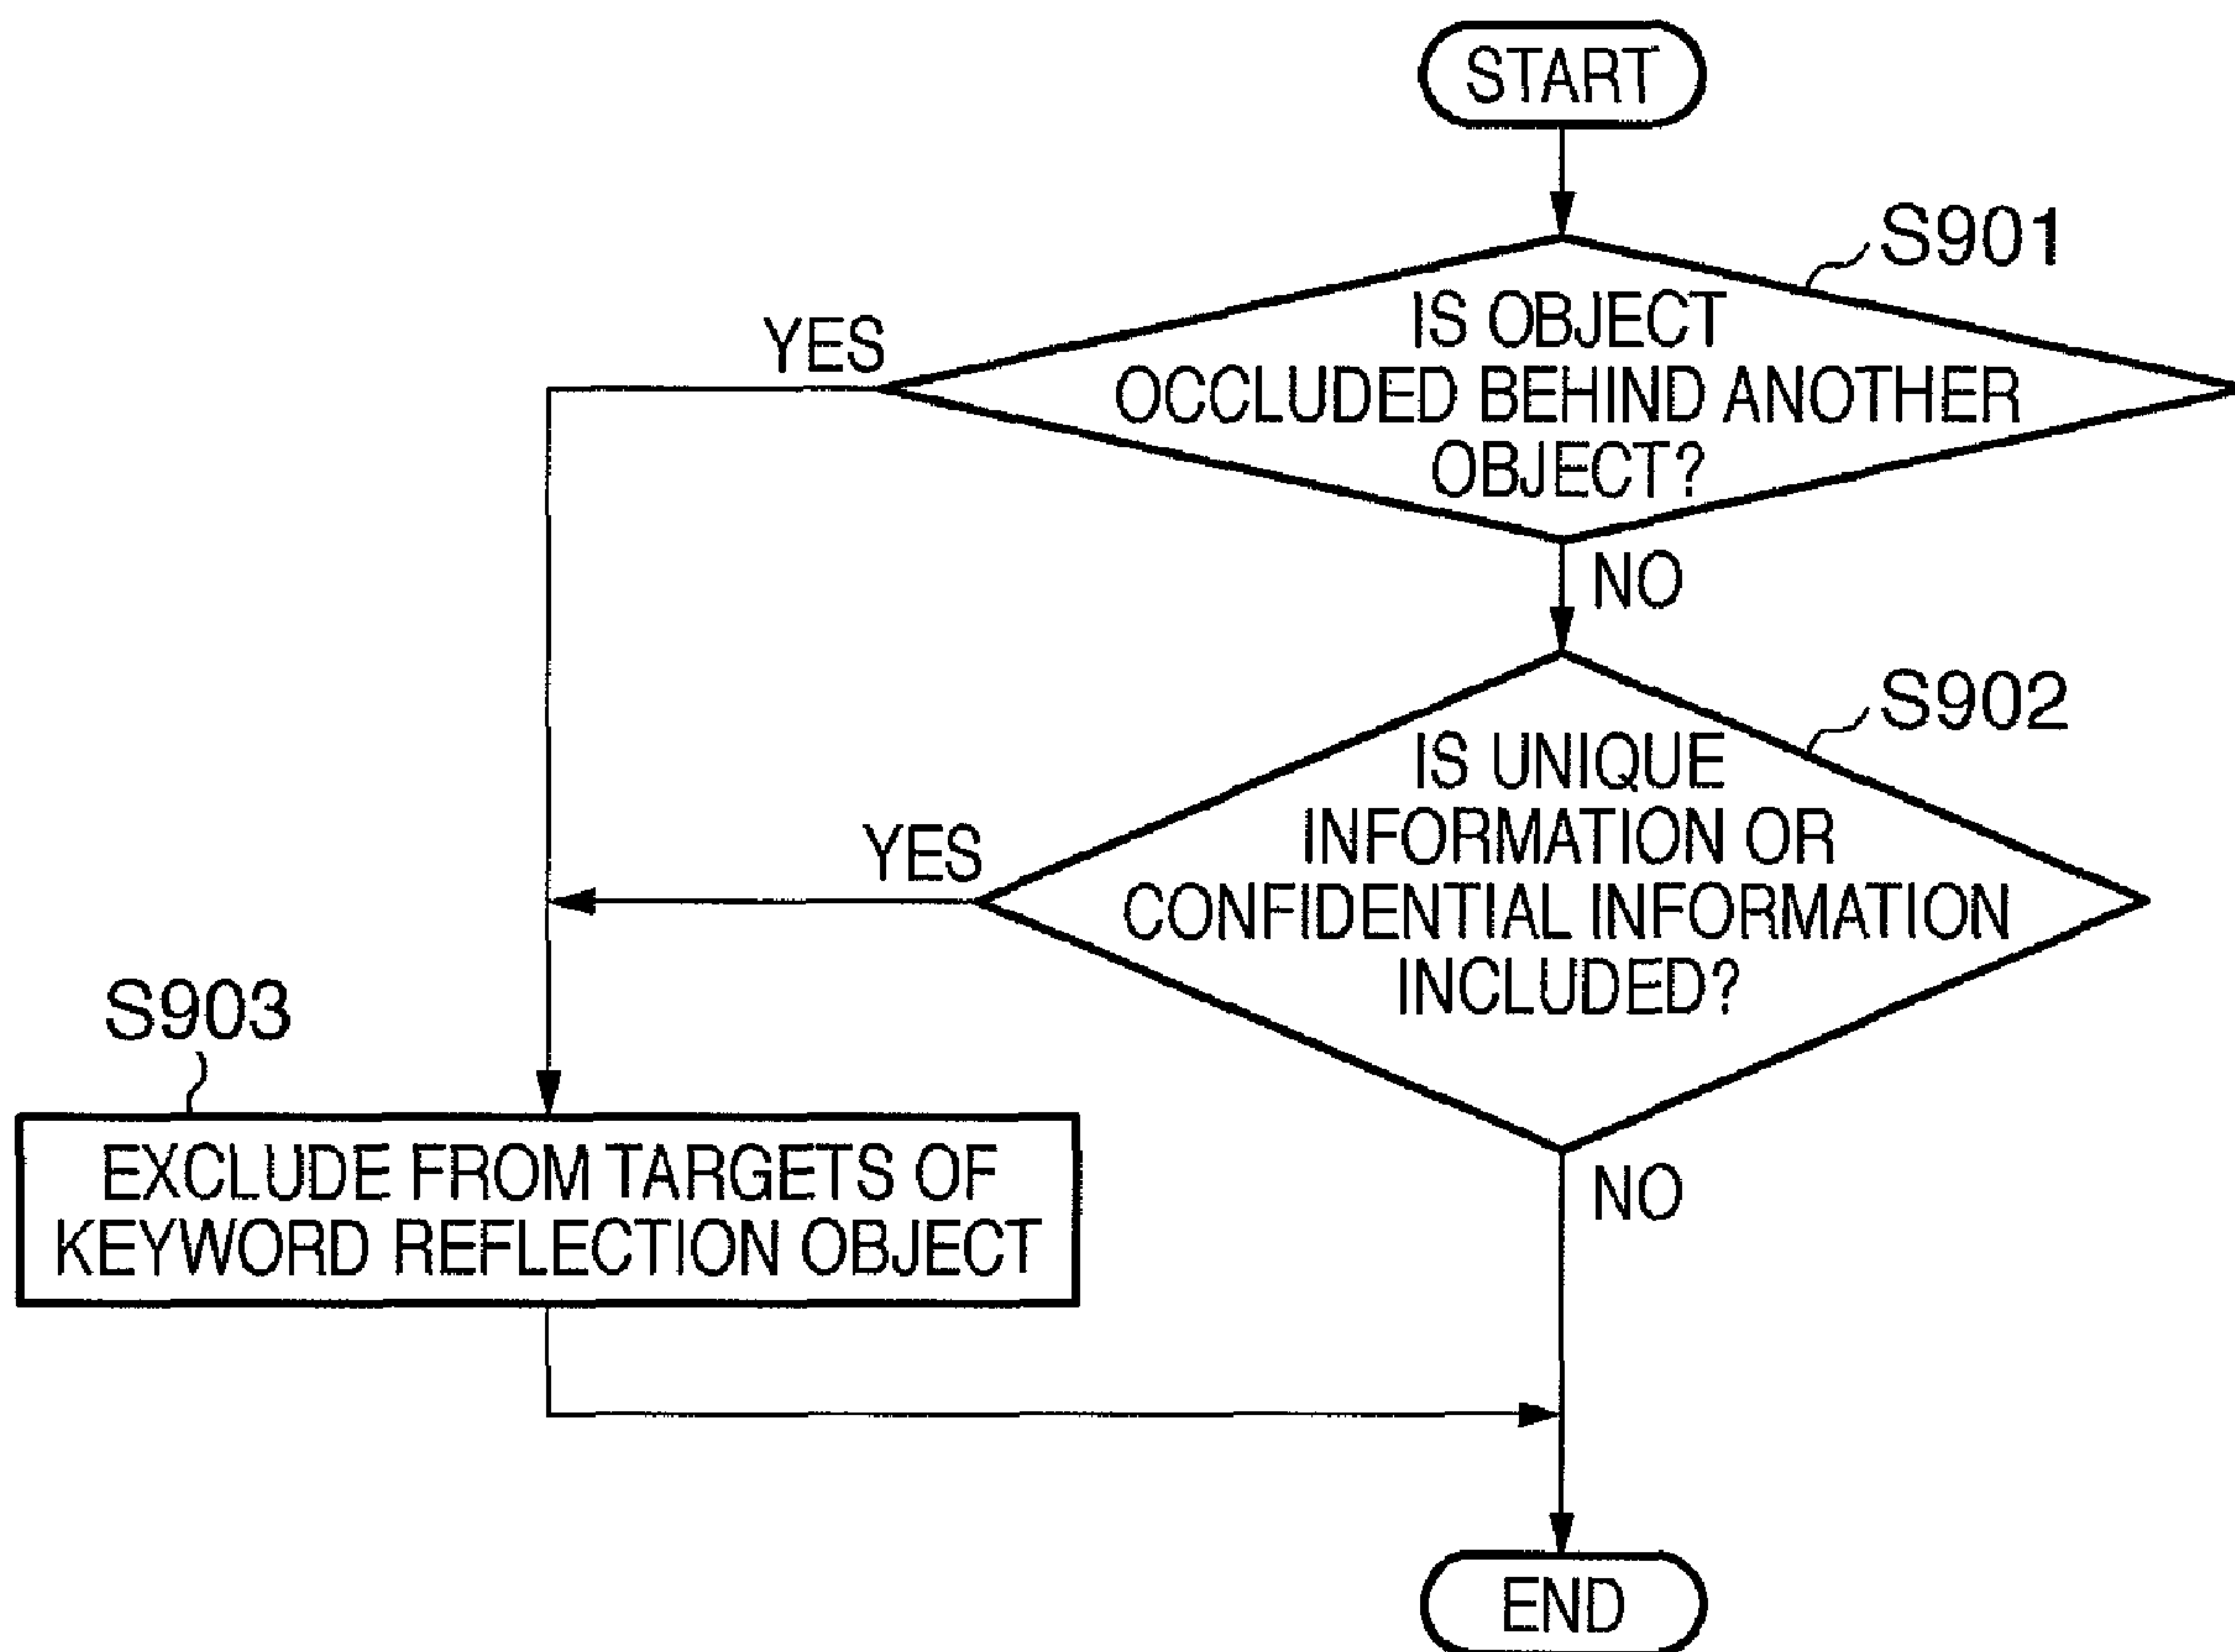 START
S901
IS OBJECT
OCCLUDED BEHIND ANOTHER
OBJECT?
YES
NO
S902
IS UNIQUE
INFORMATION OR
CONFIDENTIAL INFORMATION
INCLUDED?
YES
NO
S903
EXCLUDE FROM TARGETS OF
KEYWORD REFLECTION OBJECT
END